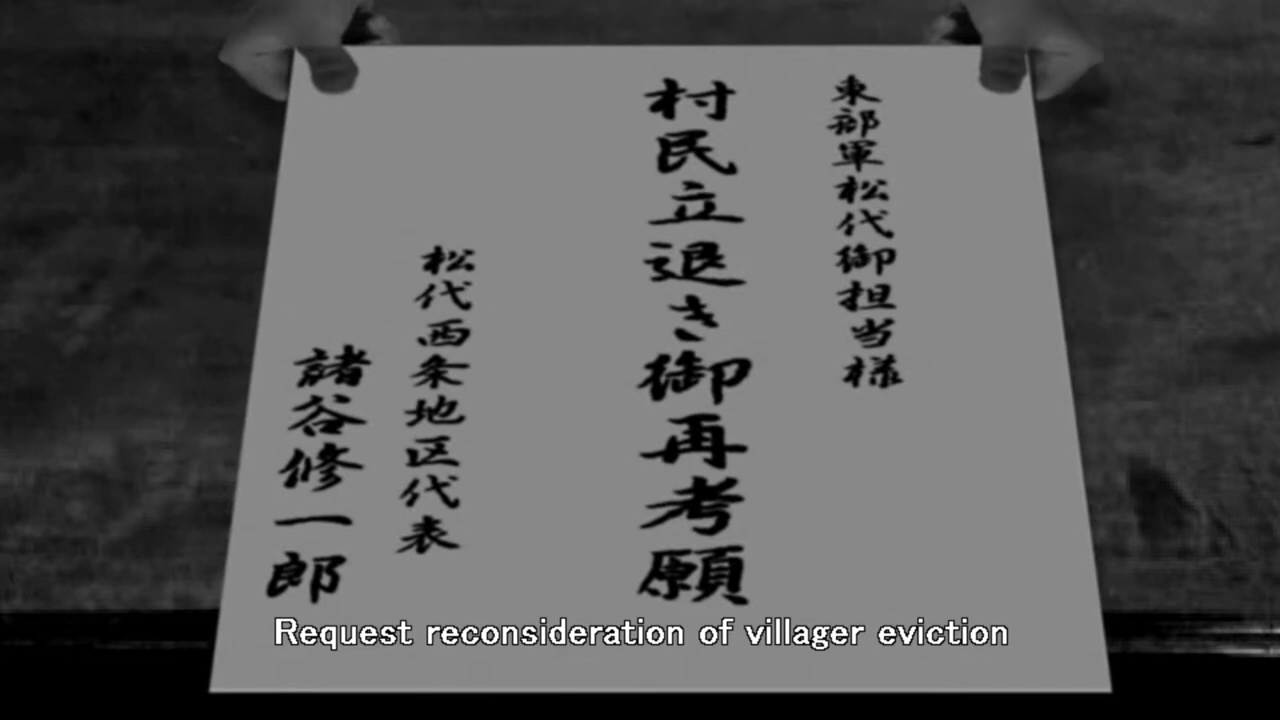 東部軍松代御担当様
村民立退き御再考願
松代西条地区代表
諸谷修一郎
Request reconsideration of villager eviction